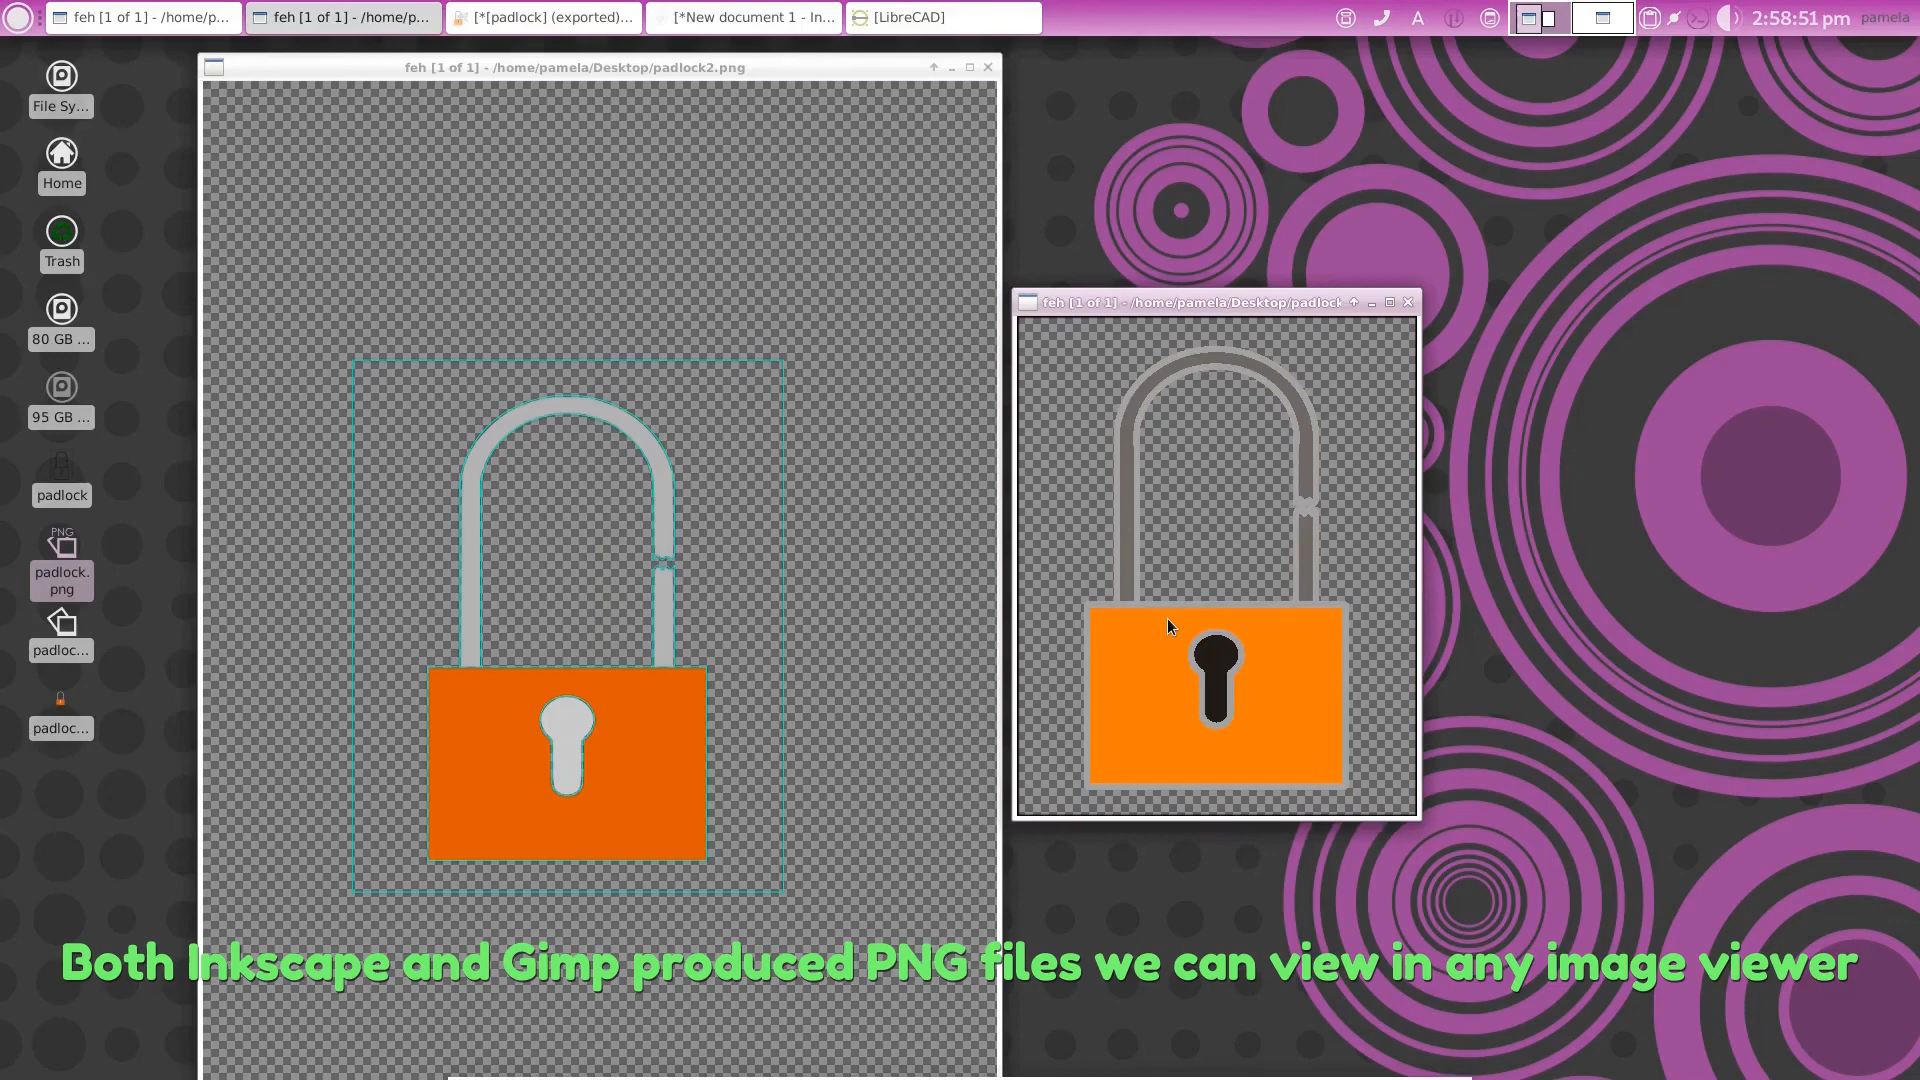 feh [1 of 1] - /home/p...
feh [1 of 1] - /home/p...
[*[padlock] (exported)...
[*New document 1 - In...
[LibreCAD]
A
2:58:51 pm
pamela
feh [1 of 1] - /home/pamela/Desktop/padlock2.png
File Sy...
Home
Trash
80 GB ...
95 GB ...
padlock
PNG
padlock.
png
padloc...
padloc...
feh [1 of 1] - /home/pamela/Desktop/padlock
Both Inkscape and Gimp produced PNG files we can view in any image viewer